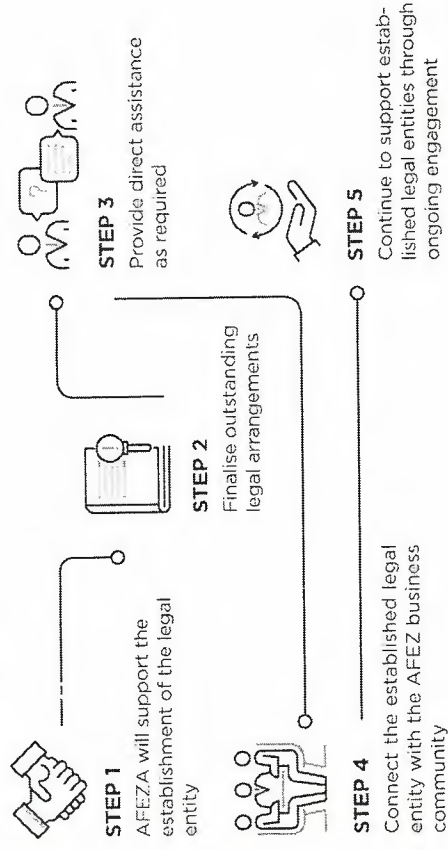 STEP 1
AFEZA will support the
establishment of the legal
entity
STEP 2
Finalise outstanding
legal arrangements
?
STEP 3
Provide direct assistance
as required
STEP 4
Connect the established legal
entity with the AFEZ business
community
STEP 5
Continue to support estab-
lished legal entities through
ongoing engagement